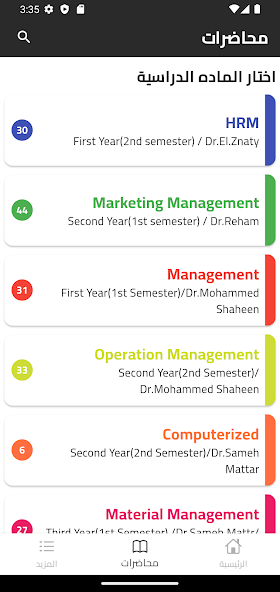 3:35
محاضرات
اختار الماده الدراسية
HRM
30
First Year(2nd semester) / Dr.El.Znaty
Marketing Management
44
Second Year(1st semester) / Dr.Reham
Management
31
First Year(1st Semester)/Dr.Mohammed
Shaheen
Operation Management
33
Second Year(2nd Semester)/
Dr.Mohammed Shaheen
Computerized
6
Second Year(2nd Semester)/Dr.Sameh
Mattar
Material Management
27
Third Year(1st Semester) /Dr.Sameh Mattr/
المزيد
محاضرات
الرئيسية